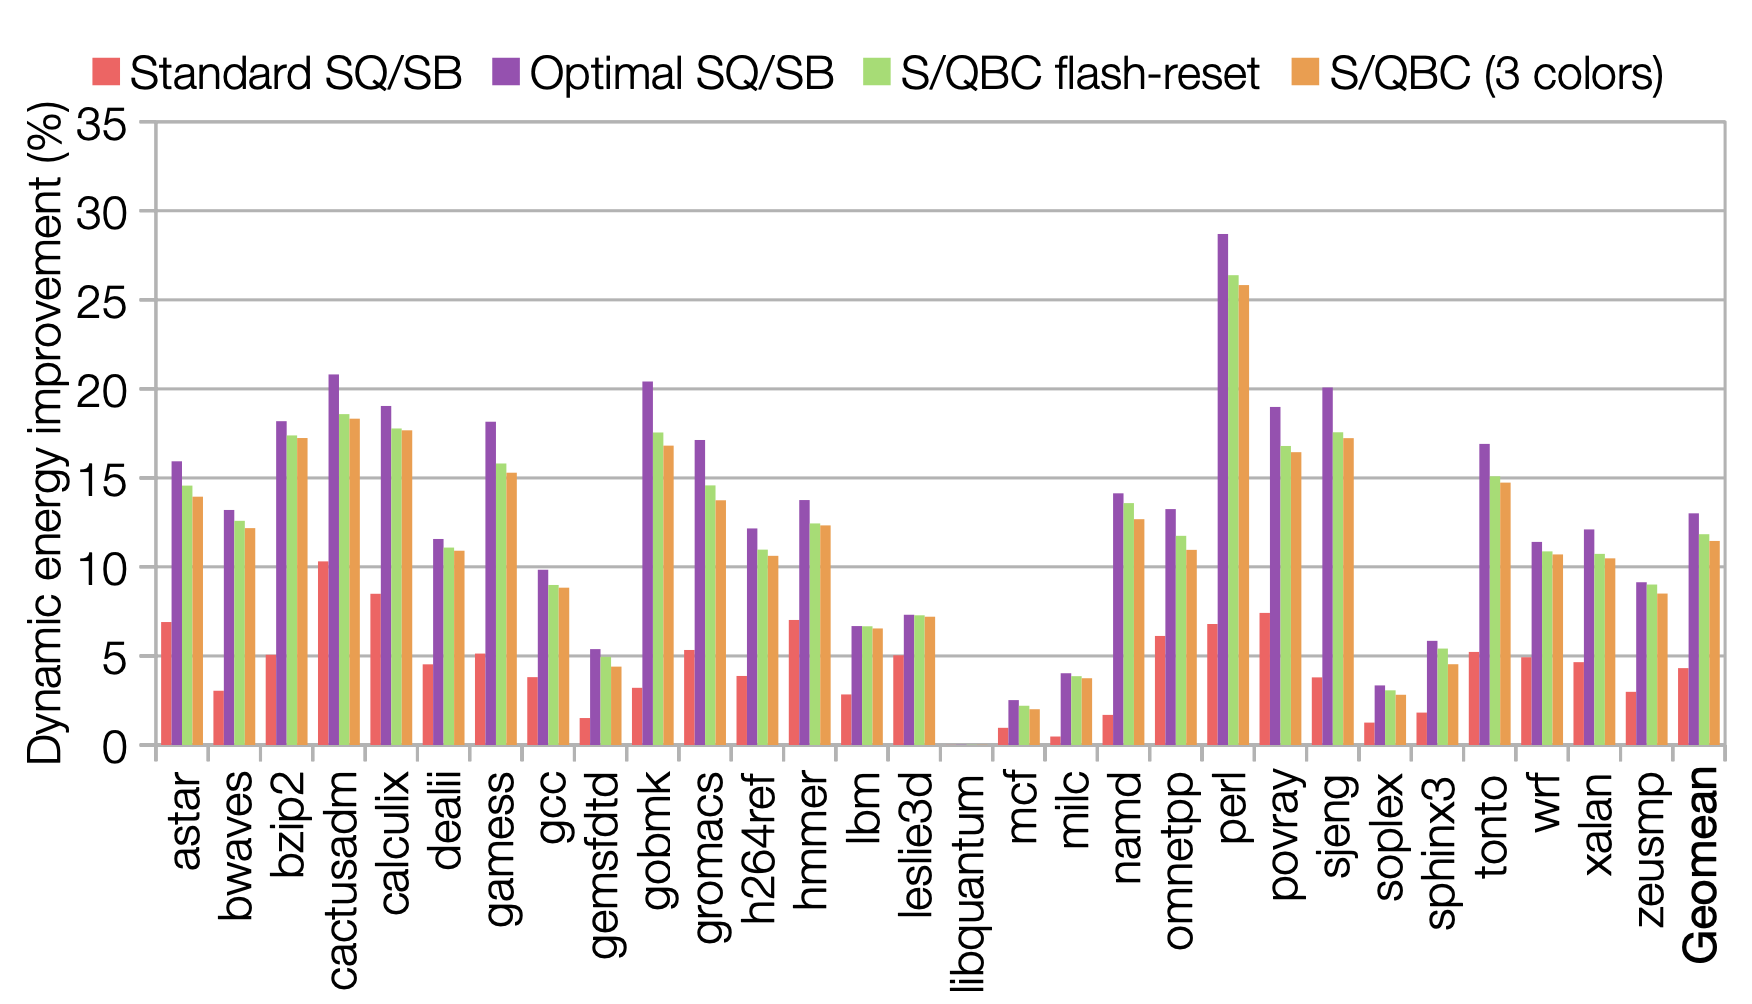 Standard SQ/SB Optimal SQ/SB S/QBC flash-reset S/QBC (3 colors)
Dynamic energy improvement (%)
35
30
25
20
15
10
5
0
astar
bwaves
bzip2
cactusadm
calculix
dealii
gamess
gcc
gemsfdtd
gobmk
gromacs
h264ref
hmmer
lbm
leslie3d
libquantum
mcf
milc
namd
omnetpp
perl
povray
sjeng
soplex
sphinx3
tonto
wrf
xalan
zeusmp
Geomean